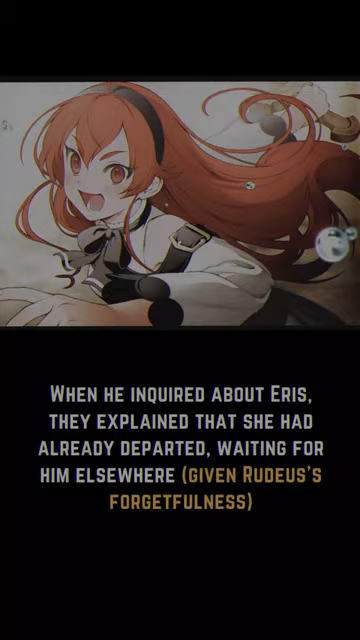 When he inquired about Eris,
they explained that she had
already departed, waiting for
him elsewhere (given Rudeus's
forgetfulness)